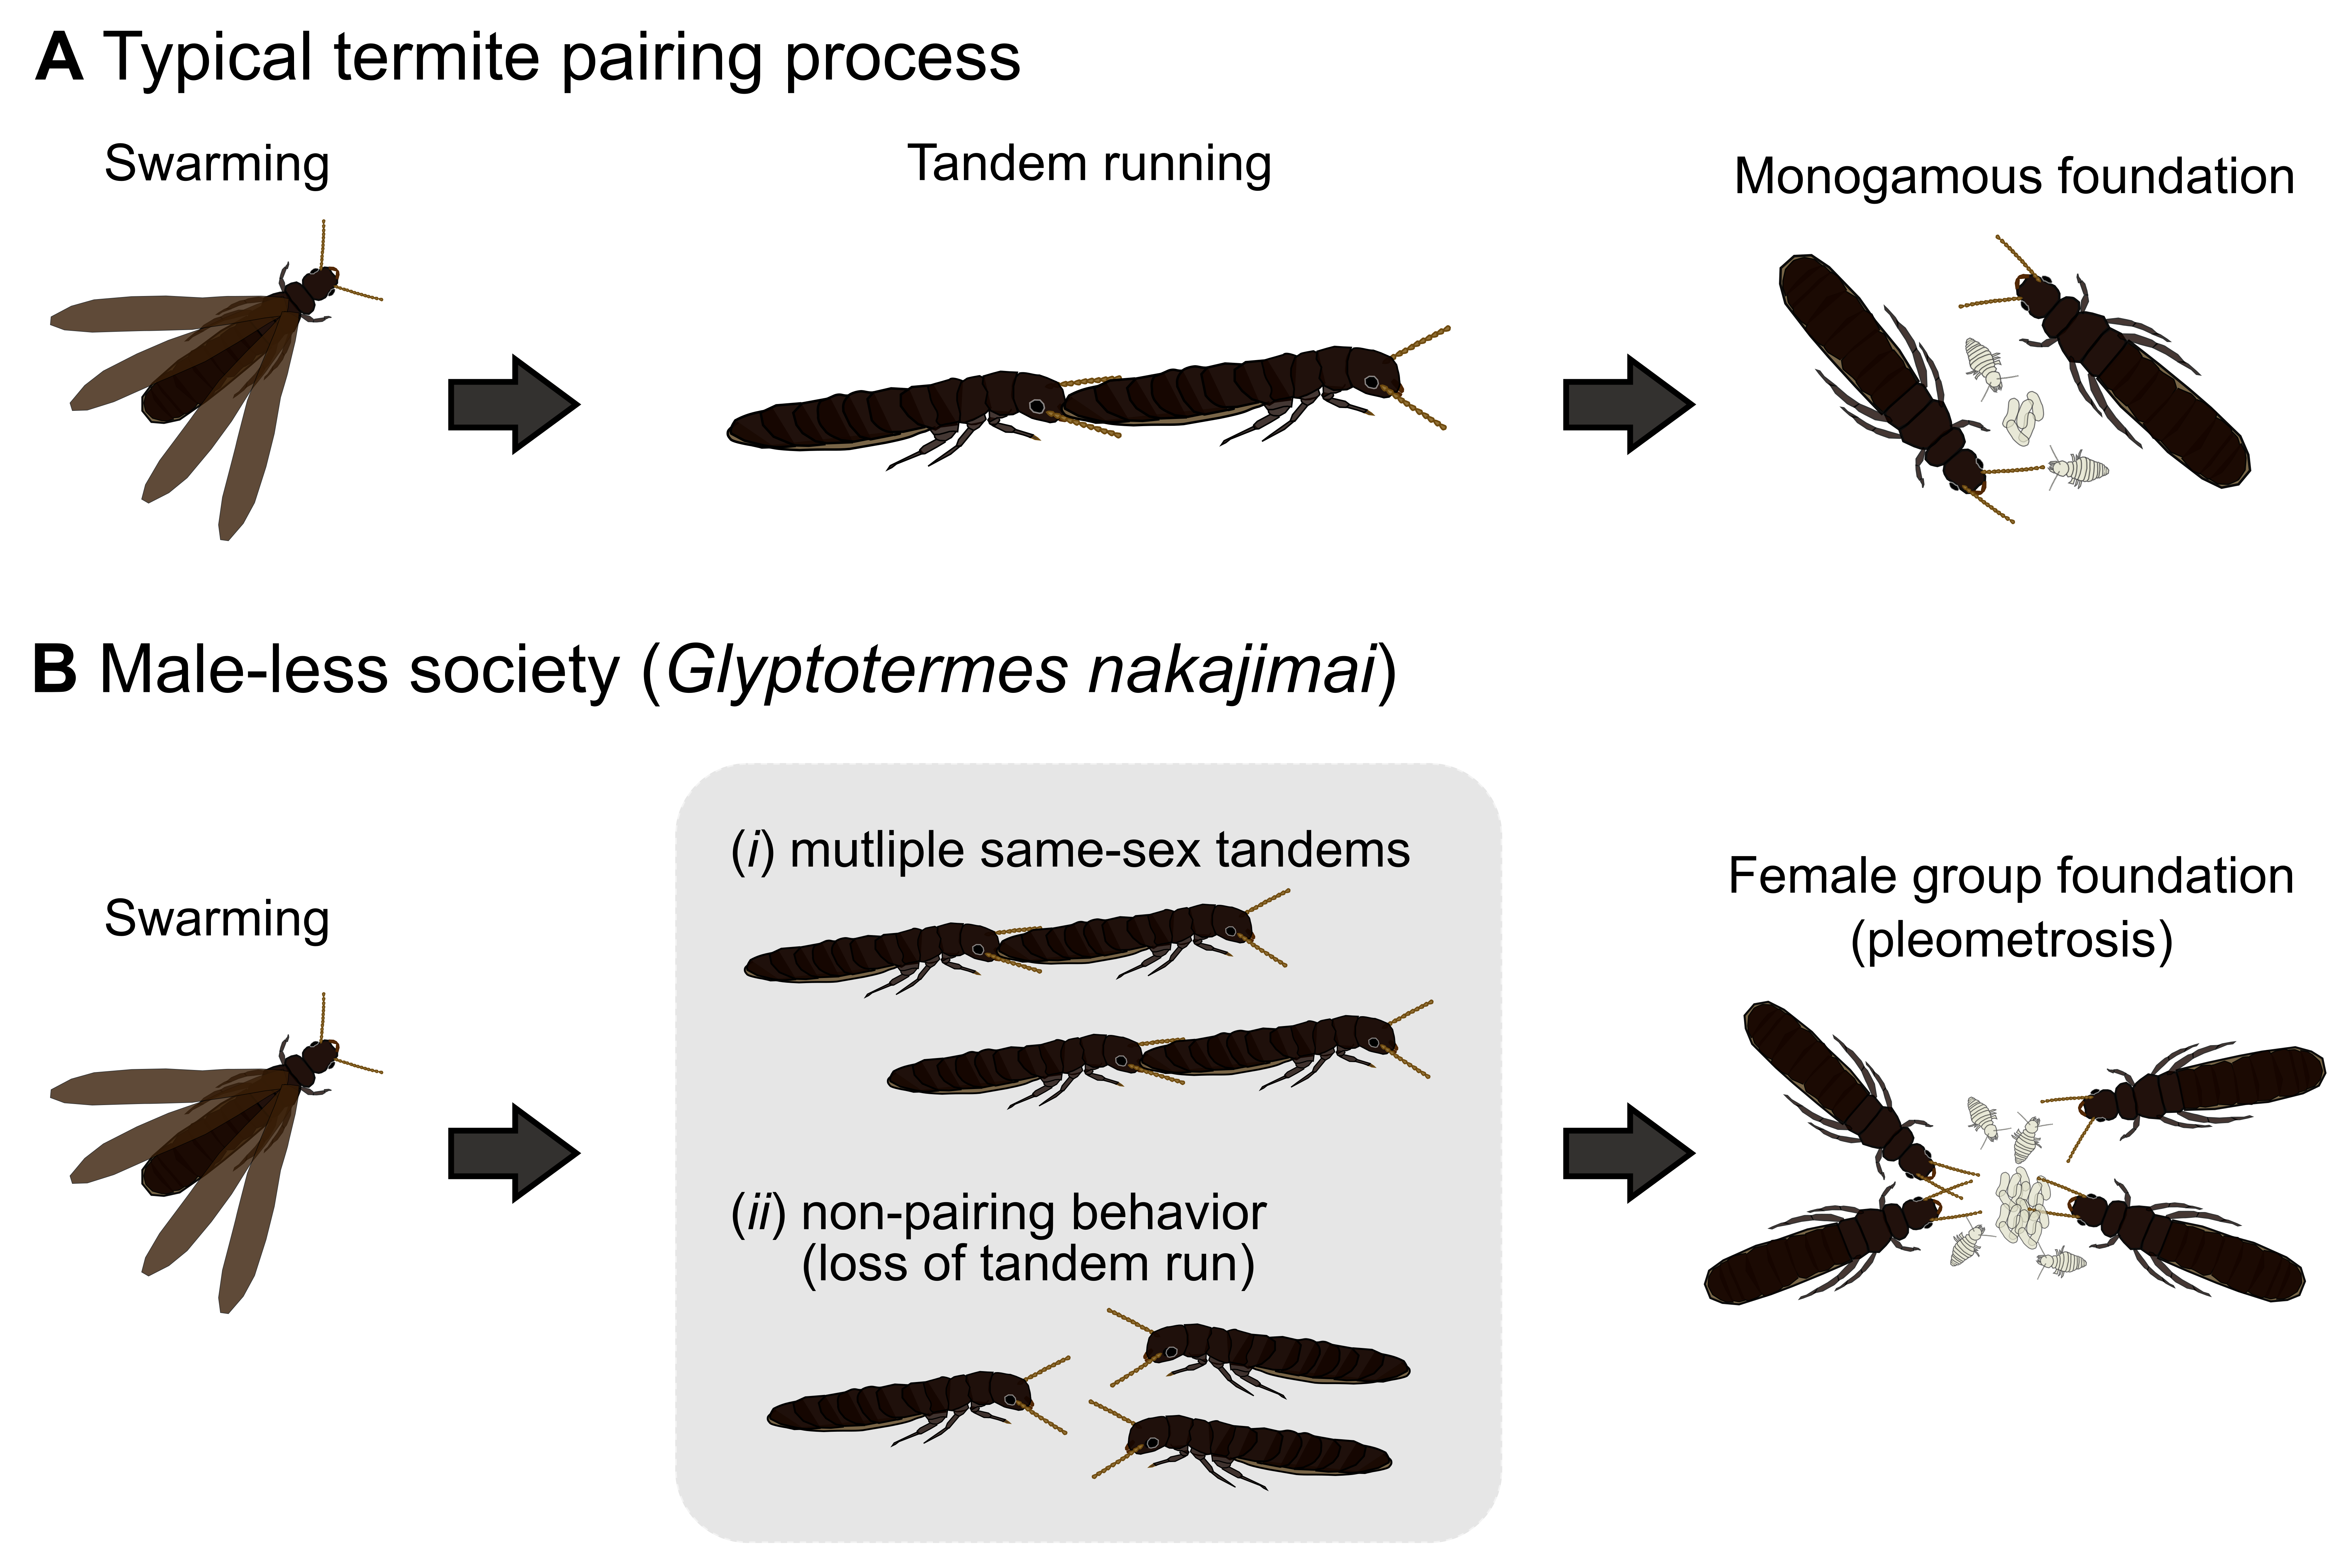 A Typical termite pairing process
Swarming
Tandem running
Monogamous foundation
B Male-less society (Glyptotermes nakajimai)
Swarming
(i) mutliple same-sex tandems
(ii) non-pairing behavior
(loss of tandem run)
Female group foundation
(pleometrosis)